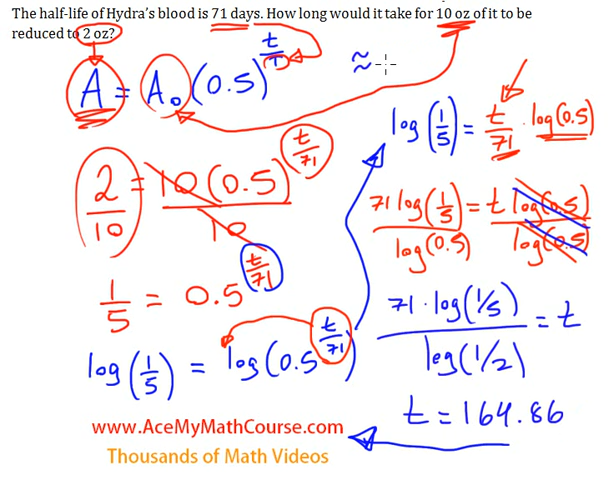 The half-life of Hydra's blood is 71 days. How long would it take for 10 oz of it to be
reduced to 2 oz?
A = A₀(0.5)^(t/T)
≈
2/10 = 10(0.5)^(t/71)/10
1/5 = 0.5^(t/71)
log(1/5) = log(0.5^(t/71))
log(1/5) = t/71 · log(0.5)
71 log(1/5)/log(0.5) = t log(0.5)/log(0.5)
71·log(1/5)/log(1/2) = t
t = 164.86
www.AceMyMathCourse.com
Thousands of Math Videos